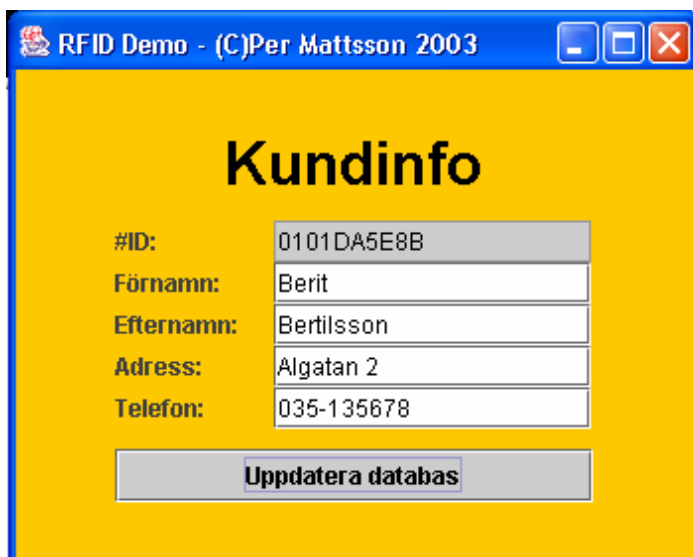 RFID Demo - (C)Per Mattsson 2003
Kundinfo
#ID: 0101DA5E8B
Förnamn: Berit
Efternamn: Bertilsson
Adress: Algatan 2
Telefon: 035-135678
Uppdatera databas